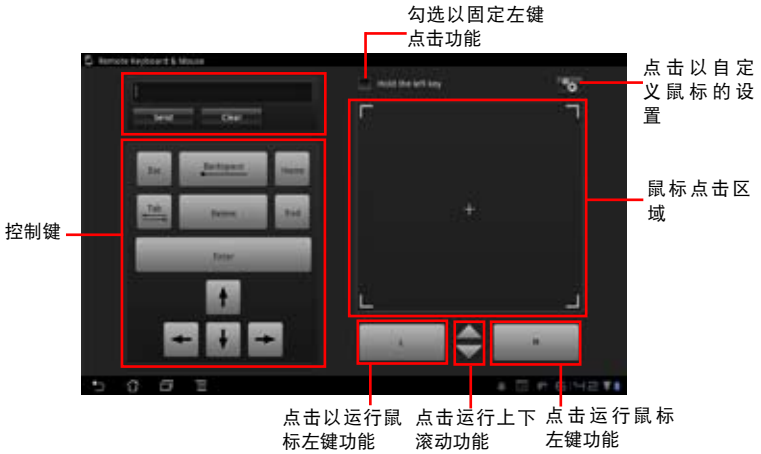 勾选以固定左键
点击功能
Remote Keyboard & Mouse
Hold the left key
点击以自定
义鼠标的设
置
Send Clear
Esc Backspace Home
鼠标点击区
域
Tab Delete End
控制键
Enter
L R
6:42
点击以运行鼠
标左键功能
点击运行上下
滚动功能
点击运行鼠标
左键功能